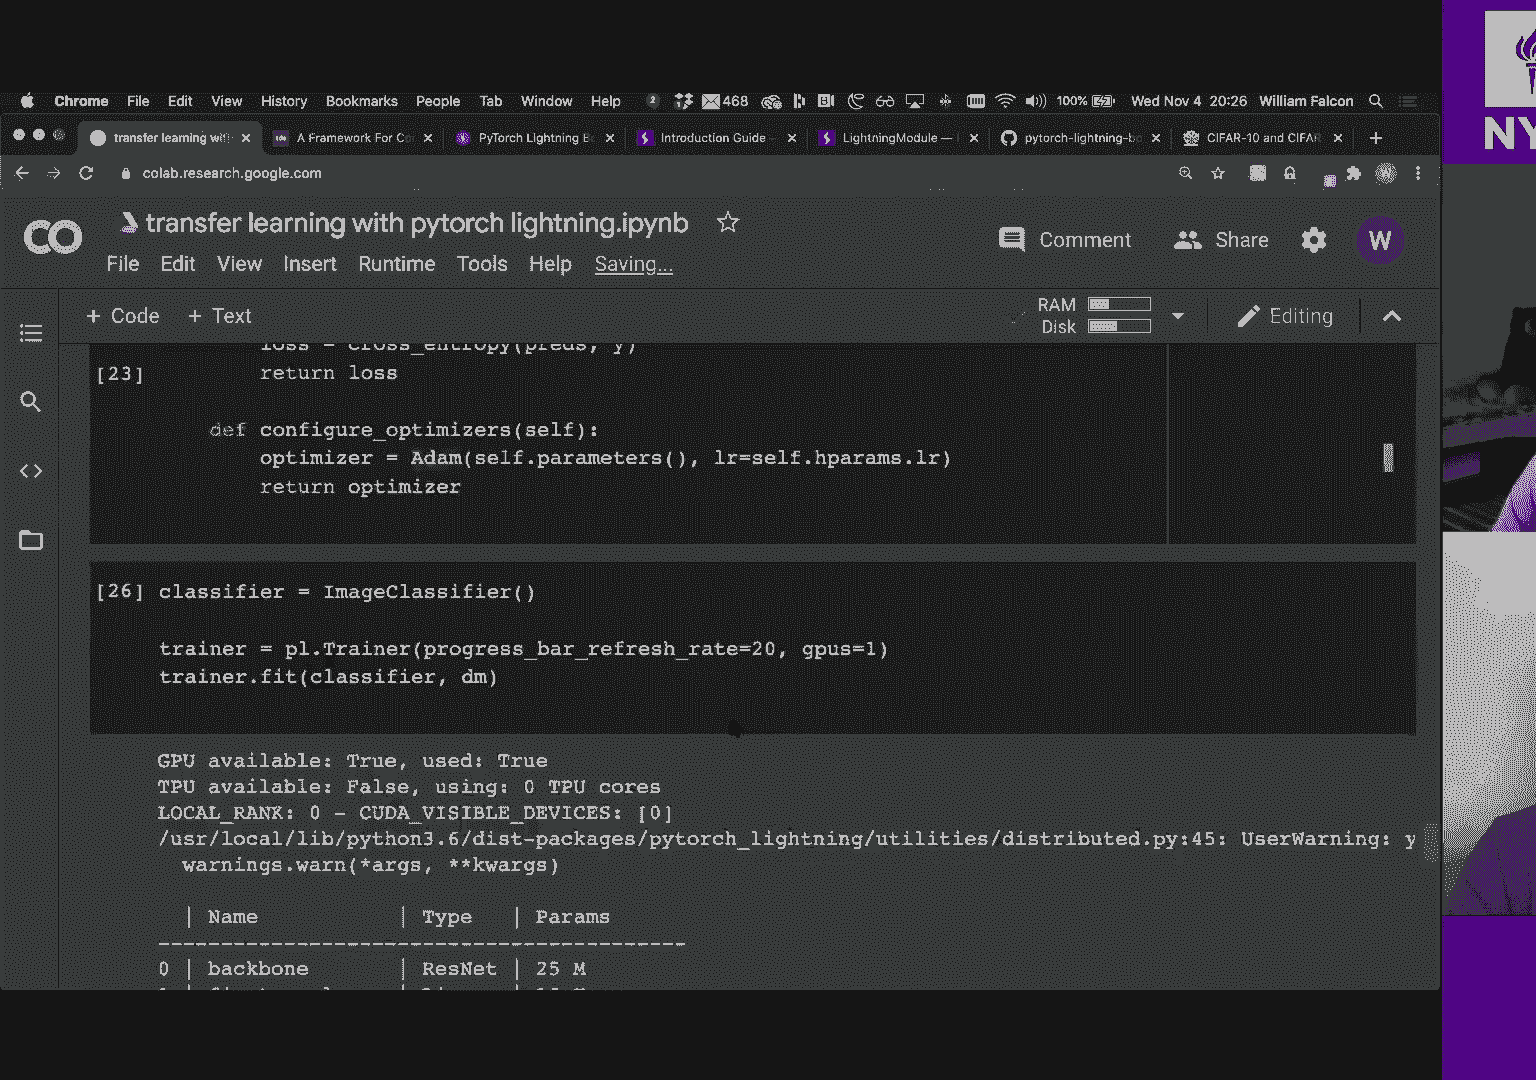 Chrome File Edit View History Bookmarks People Tab Window Help 2 468 100% Wed Nov 4 20:26 William Falcon
transfer learning with A Framework For Co PyTorch Lightning B Introduction Guide LightningModule — pytorch-lightning-bo CIFAR-10 and CIFAR
colab.research.google.com
NY
CO transfer learning with pytorch lightning.ipynb
Comment Share W
File Edit View Insert Runtime Tools Help Saving...
+ Code + Text RAM Disk Editing
loss = cross_entropy(preds, y)
[23] return loss
def configure_optimizers(self):
optimizer = Adam(self.parameters(), lr=self.hparams.lr)
return optimizer
[26] classifier = ImageClassifier()
trainer = pl.Trainer(progress_bar_refresh_rate=20, gpus=1)
trainer.fit(classifier, dm)
GPU available: True, used: True
TPU available: False, using: 0 TPU cores
LOCAL_RANK: 0 - CUDA_VISIBLE_DEVICES: [0]
/usr/local/lib/python3.6/dist-packages/pytorch_lightning/utilities/distributed.py:45: UserWarning: y
warnings.warn(*args, **kwargs)
| Name | Type | Params
-------------------------------------------
0 | backbone | ResNet | 25 M